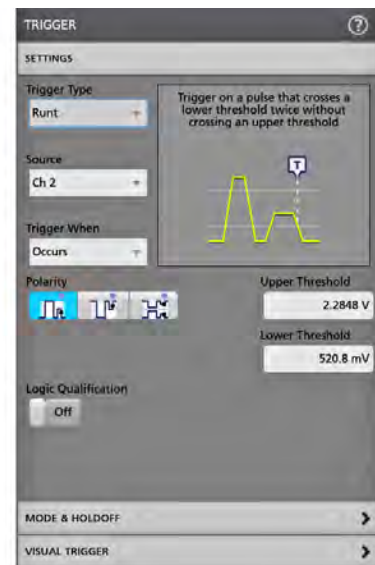 TRIGGER
?
SETTINGS
Trigger Type
Runt
Trigger on a pulse that crosses a
lower threshold twice without
crossing an upper threshold
T
Source
Ch 2
Trigger When
Occurs
Polarity
Upper Threshold
2.2848 V
Lower Threshold
520.8 mV
Logic Qualification
Off
MODE & HOLDOFF
VISUAL TRIGGER